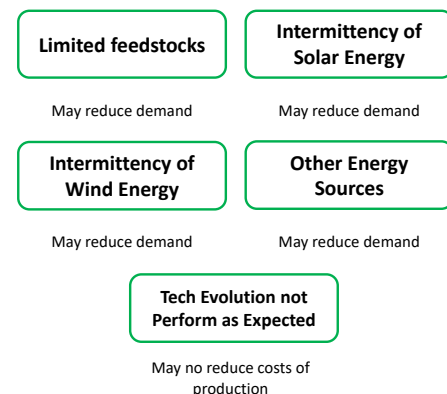 Limited feedstocks
Intermittency of
Solar Energy
May reduce demand
May reduce demand
Intermittency of
Wind Energy
Other Energy
Sources
May reduce demand
May reduce demand
Tech Evolution not
Perform as Expected
May no reduce costs of
production